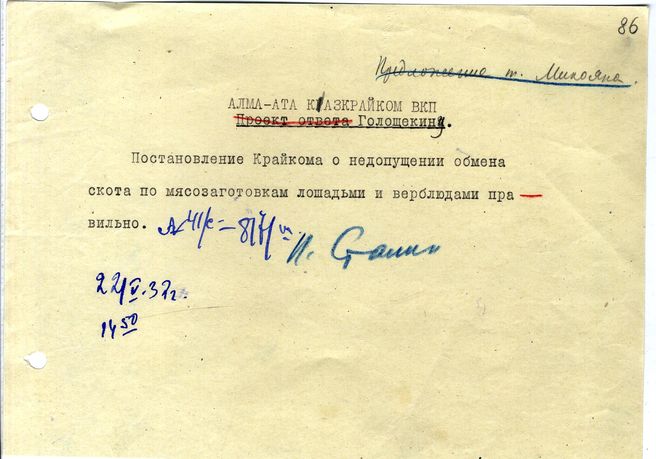 86
Предложение т. Микояна.
АЛМА-АТА КАЗКРАЙКОМ ВКП
Проект ответа Голощекину.
Постановление Крайкома о недопущении обмена
скота по мясозаготовкам лошадьми и верблюдами пра
вильно.
И. Сталин
22/V.32г.
14 50